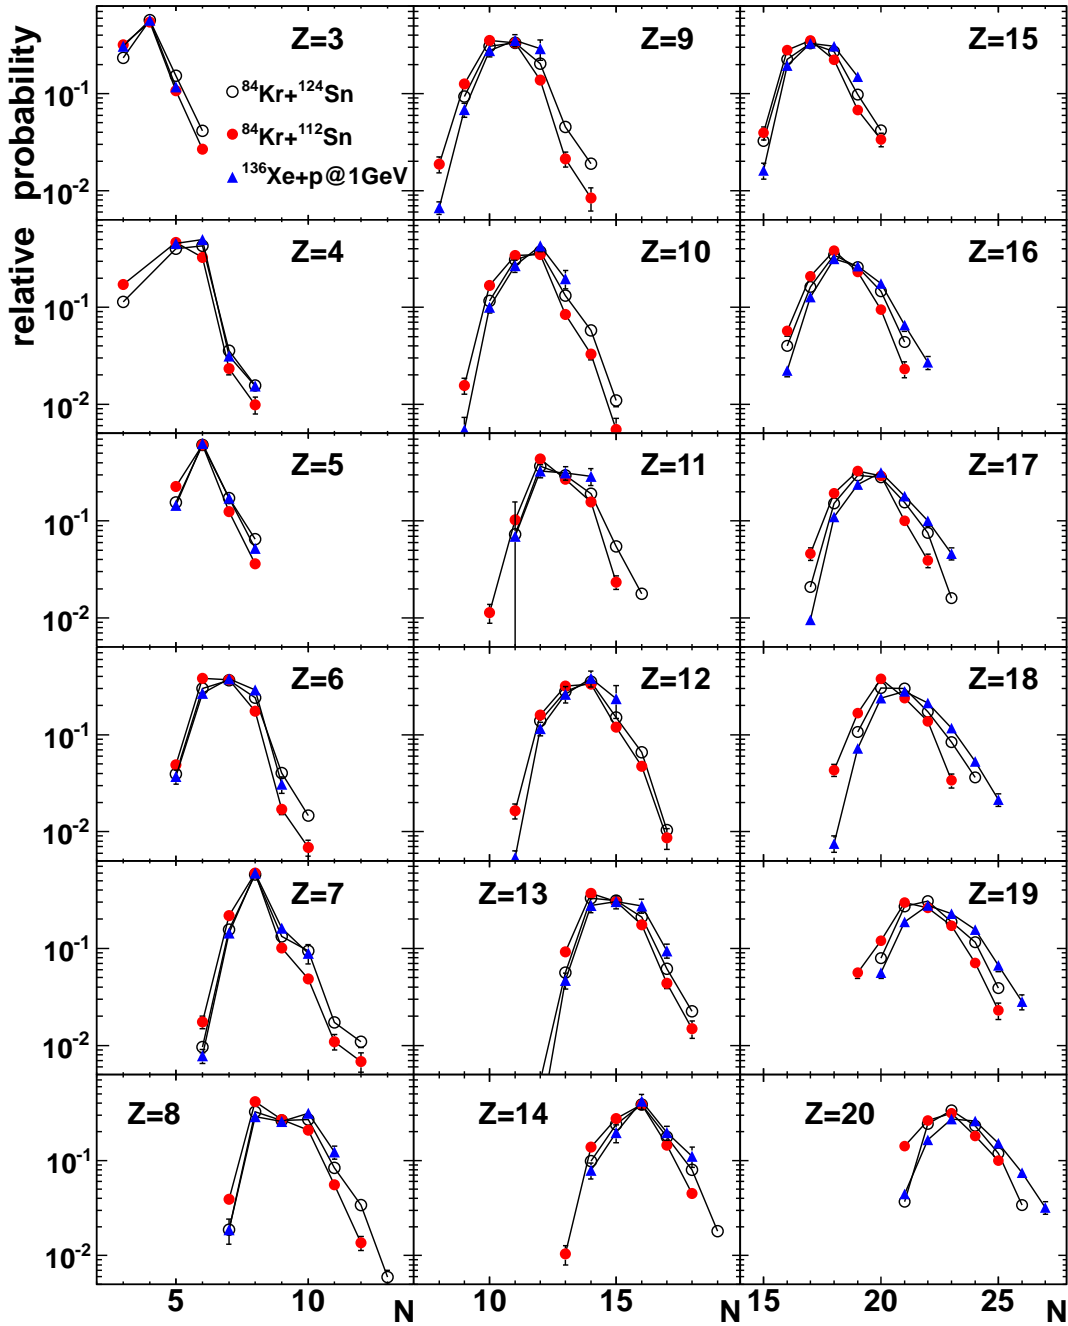 relative probability
Z=3
⁸⁴Kr+¹²⁴Sn
⁸⁴Kr+¹¹²Sn
¹³⁶Xe+p@1GeV
10⁻¹
10⁻²
Z=4
10⁻¹
10⁻²
Z=5
10⁻¹
10⁻²
Z=6
10⁻¹
10⁻²
Z=7
10⁻¹
10⁻²
Z=8
10⁻¹
10⁻²
5 10 N
Z=9
Z=10
Z=11
Z=12
Z=13
Z=14
10 15 N
Z=15
Z=16
Z=17
Z=18
Z=19
Z=20
15 20 25 N